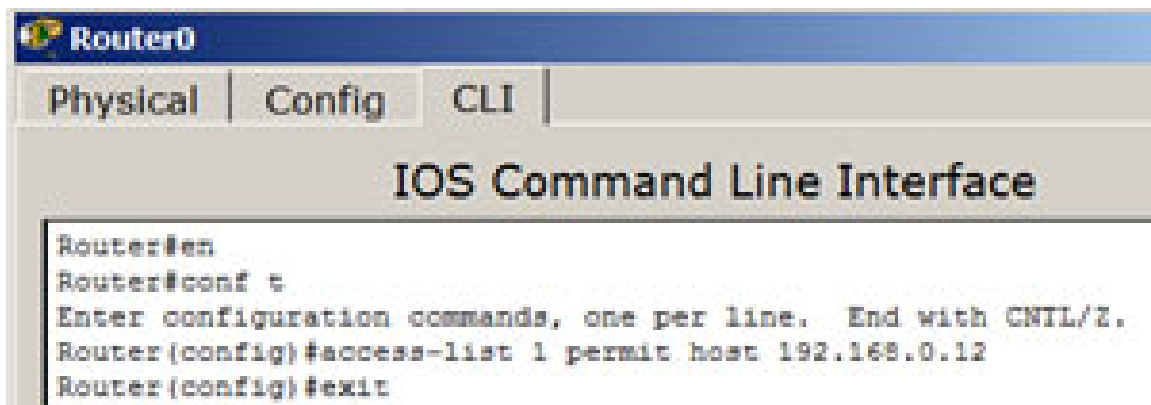 Router0
Physical Config CLI
IOS Command Line Interface
Router#en
Router#conf t
Enter configuration commands, one per line. End with CNTL/Z.
Router(config)#access-list 1 permit host 192.168.0.12
Router(config)#exit